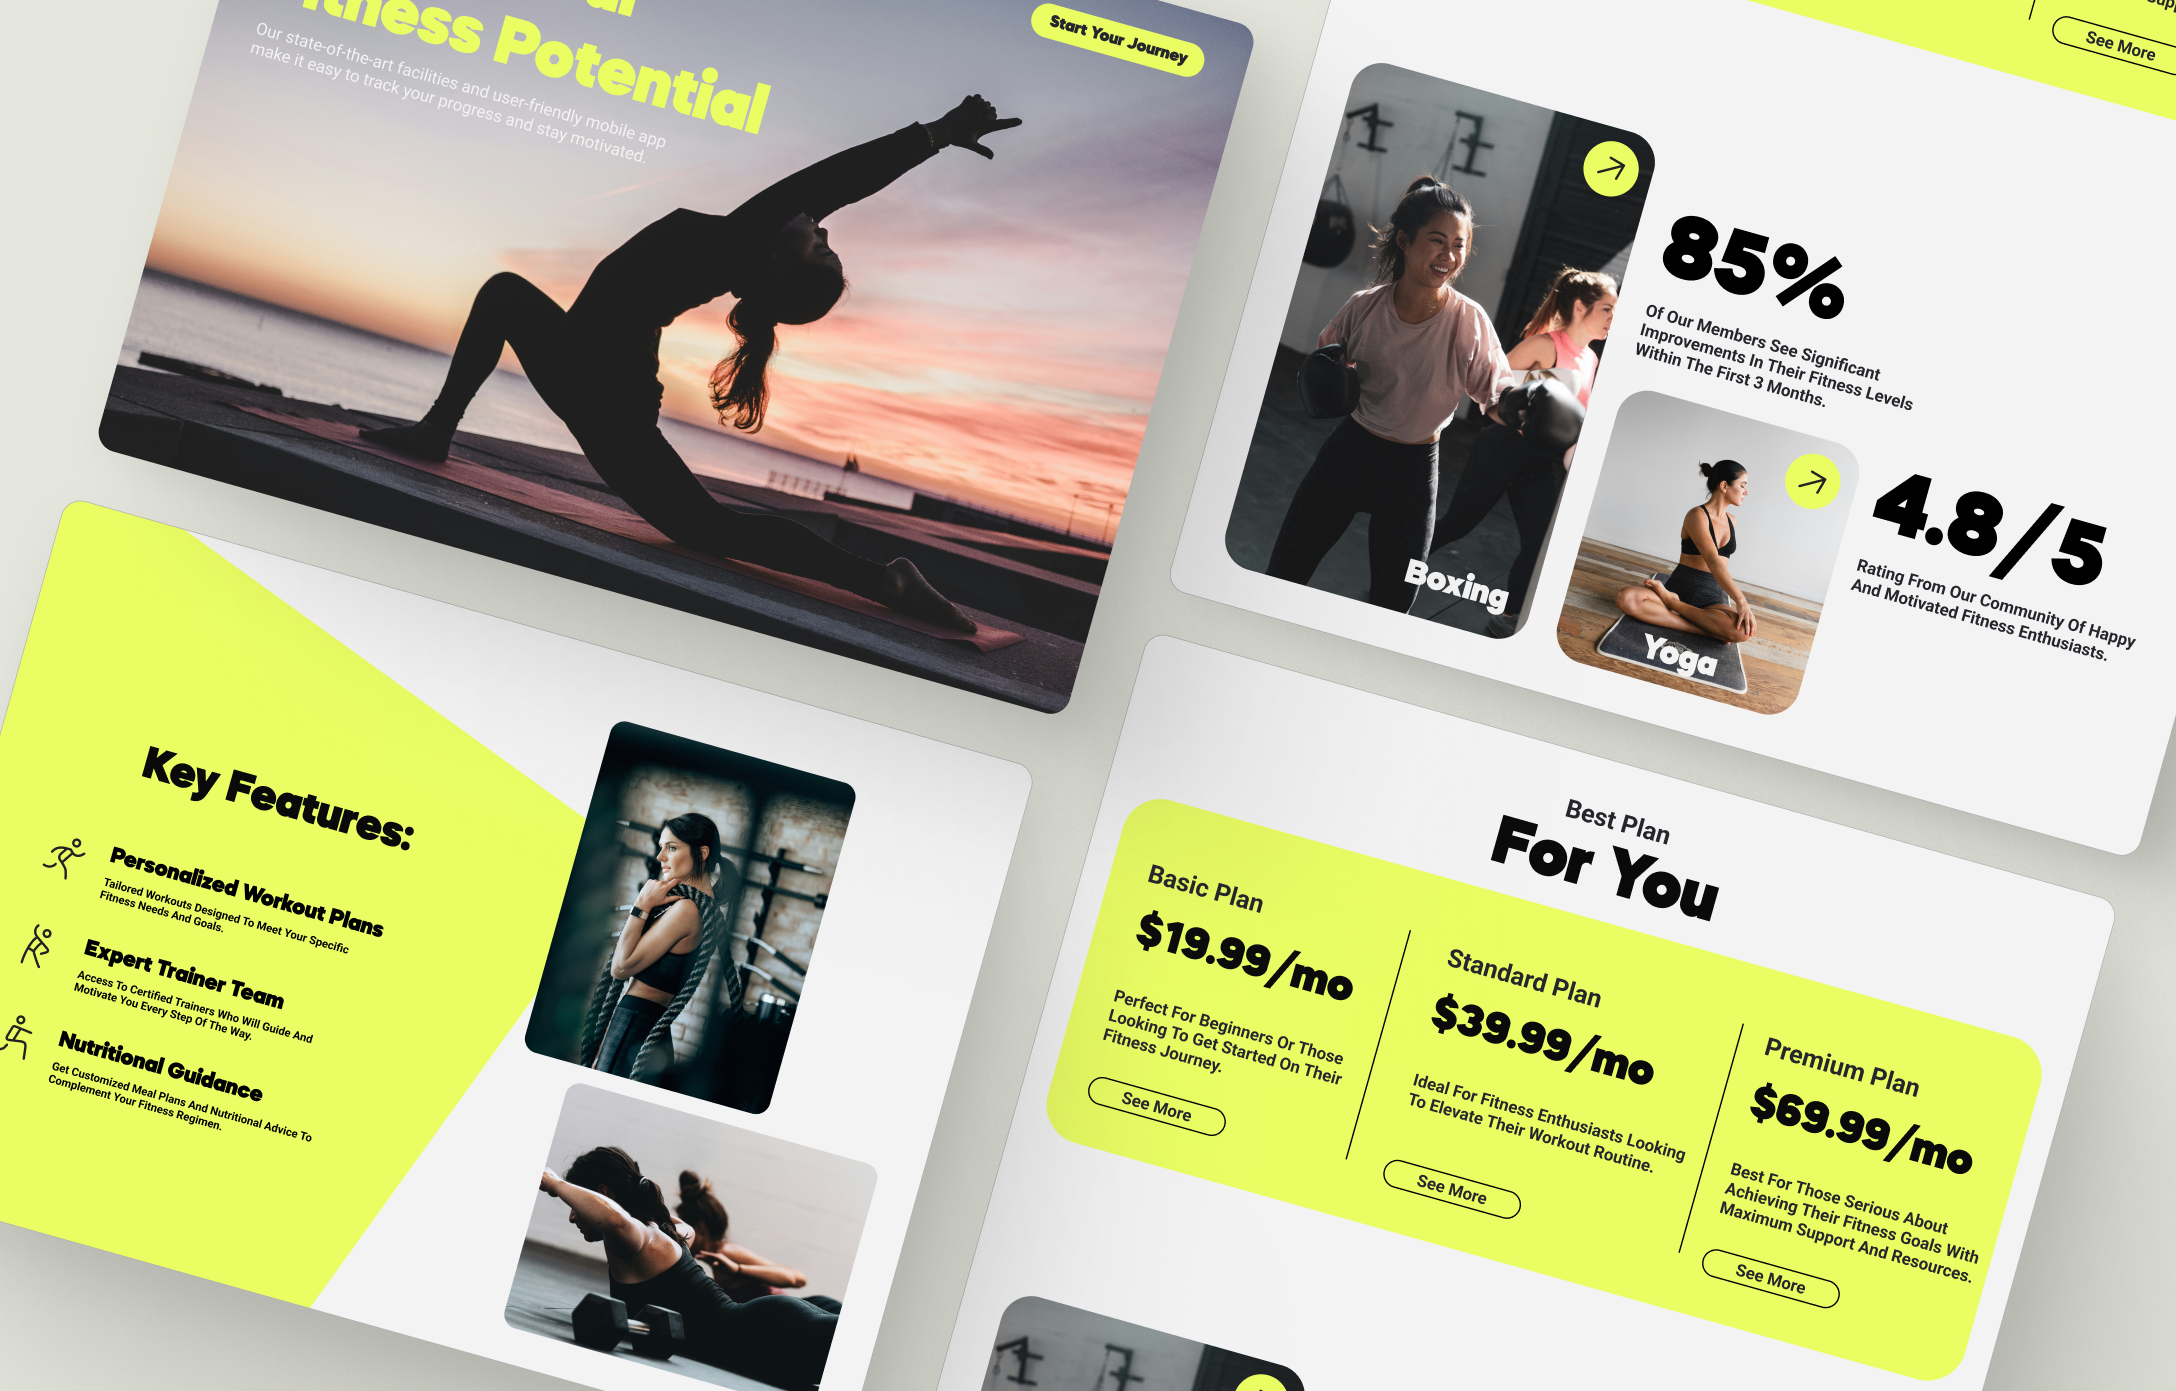 Fitness Potential
Our state-of-the-art facilities and user-friendly mobile app
make it easy to track your progress and stay motivated.
Start Your Journey
See More
85%
Of Our Members See Significant
Improvements In Their Fitness Levels
Within The First 3 Months.
Boxing
Yoga
4.8/5
Rating From Our Community Of Happy
And Motivated Fitness Enthusiasts.
Key Features:
Personalized Workout Plans
Tailored Workouts Designed To Meet Your Specific
Fitness Needs And Goals.
Expert Trainer Team
Access To Certified Trainers Who Will Guide And
Motivate You Every Step Of The Way.
Nutritional Guidance
Get Customized Meal Plans And Nutritional Advice To
Complement Your Fitness Regimen.
Best Plan
For You
Basic Plan
$19.99/mo
Perfect For Beginners Or Those
Looking To Get Started On Their
Fitness Journey.
See More
Standard Plan
$39.99/mo
Ideal For Fitness Enthusiasts Looking
To Elevate Their Workout Routine.
See More
Premium Plan
$69.99/mo
Best For Those Serious About
Achieving Their Fitness Goals With
Maximum Support And Resources.
See More